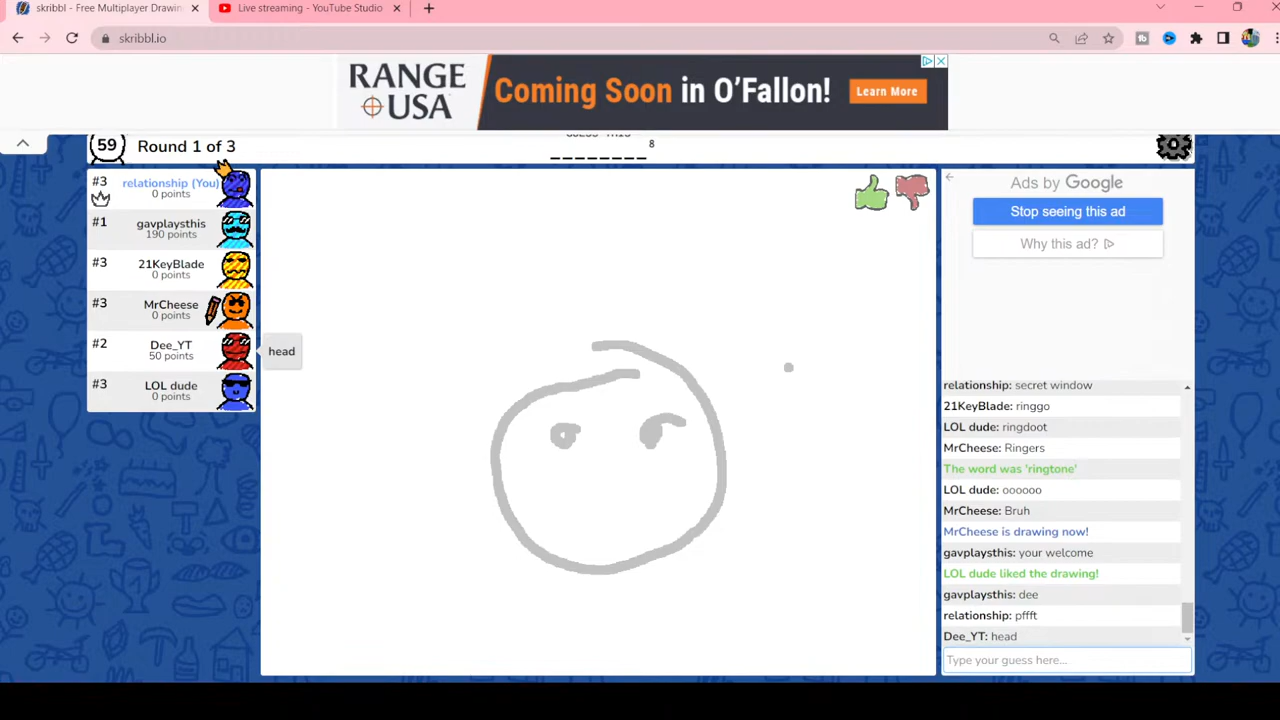 skribbl - Free Multiplayer Drawin
Live streaming - YouTube Studio
skribbl.io
RANGE
USA
Coming Soon in O'Fallon!
Learn More
59
Round 1 of 3
________ 8
#3 relationship (You)
0 points
#1 gavplaysthis
190 points
#3 21KeyBlade
0 points
#3 MrCheese
0 points
#2 Dee_YT
50 points
#3 LOL dude
0 points
head
Ads by Google
Stop seeing this ad
Why this ad?
relationship: secret window
21KeyBlade: ringgo
LOL dude: ringdoot
MrCheese: Ringers
The word was 'ringtone'
LOL dude: oooooo
MrCheese: Bruh
MrCheese is drawing now!
gavplaysthis: your welcome
LOL dude liked the drawing!
gavplaysthis: dee
relationship: pffft
Dee_YT: head
Type your guess here...